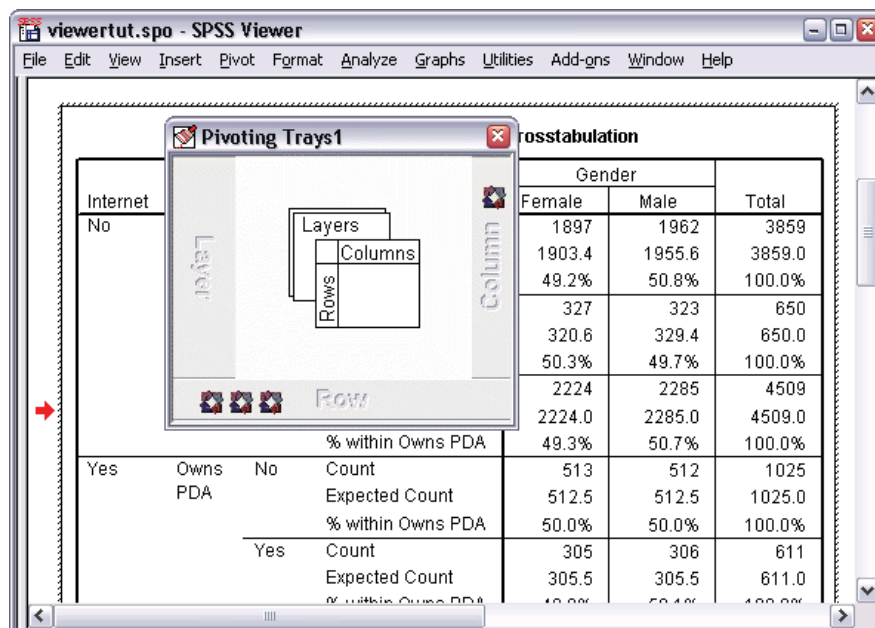 viewertut.spo - SPSS Viewer
File Edit View Insert Pivot Format Analyze Graphs Utilities Add-ons Window Help
Pivoting Trays1
rosstabulation
Layer
Layers
Columns
Rows
Column
Row
Gender
Internet Female Male Total
No 1897 1962 3859
1903.4 1955.6 3859.0
49.2% 50.8% 100.0%
327 323 650
320.6 329.4 650.0
50.3% 49.7% 100.0%
2224 2285 4509
2224.0 2285.0 4509.0
% within Owns PDA 49.3% 50.7% 100.0%
Yes Owns PDA No Count 513 512 1025
Expected Count 512.5 512.5 1025.0
% within Owns PDA 50.0% 50.0% 100.0%
Yes Count 305 306 611
Expected Count 305.5 305.5 611.0